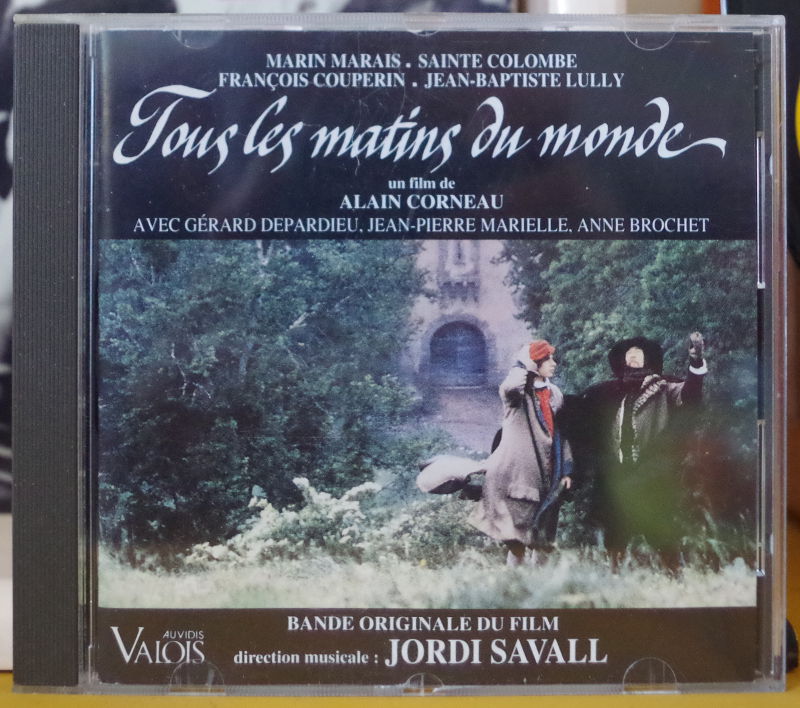 MARIN MARAIS . SAINTE COLOMBE
FRANÇOIS COUPERIN . JEAN-BAPTISTE LULLY
Tous les matins du monde
un film de
ALAIN CORNEAU
AVEC GÉRARD DEPARDIEU, JEAN-PIERRE MARIELLE, ANNE BROCHET
BANDE ORIGINALE DU FILM
AUVIDIS
VALOIS
direction musicale : JORDI SAVALL